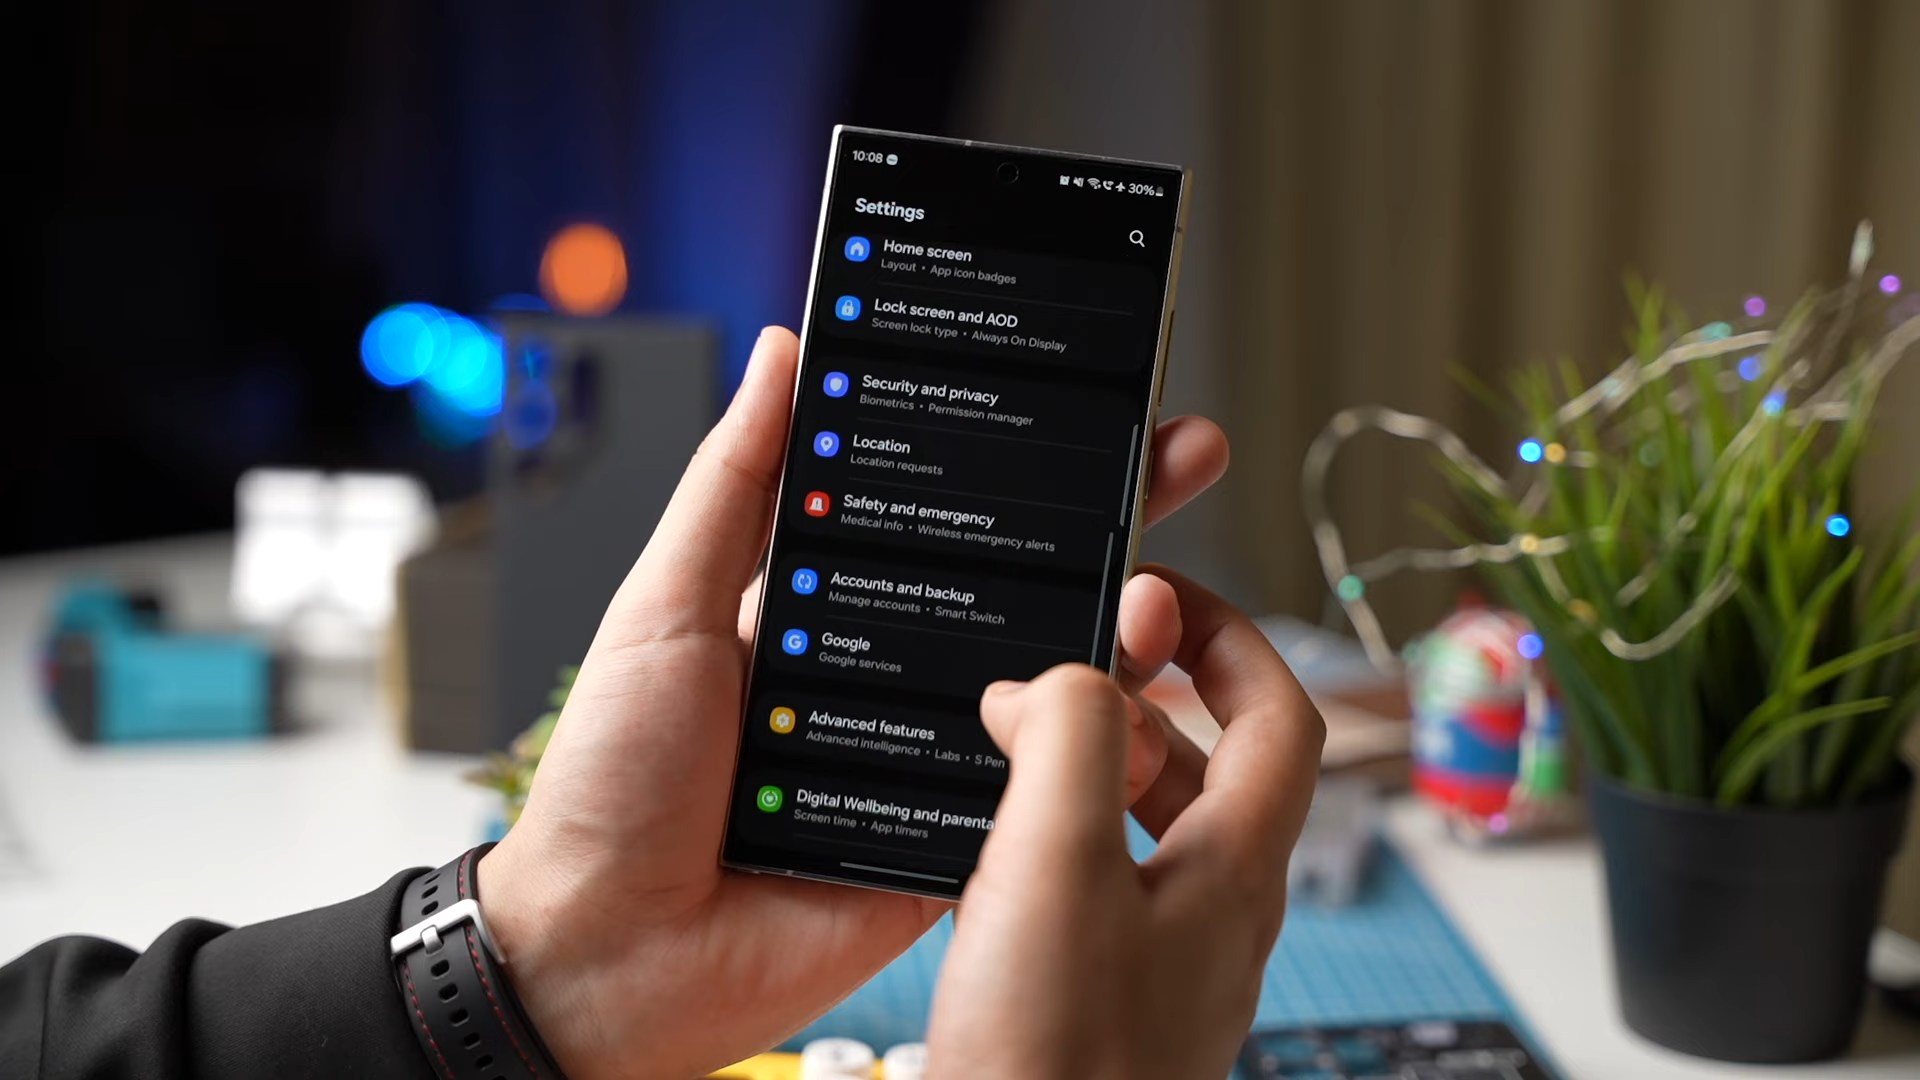 10:08
30%
Settings
Home screen
Layout • App icon badges
Lock screen and AOD
Screen lock type • Always On Display
Security and privacy
Biometrics • Permission manager
Location
Location requests
Safety and emergency
Medical info • Wireless emergency alerts
Accounts and backup
Manage accounts • Smart Switch
Google
Google services
Advanced features
Advanced intelligence • Labs • S Pen
Digital Wellbeing and parenta
Screen time • App timers